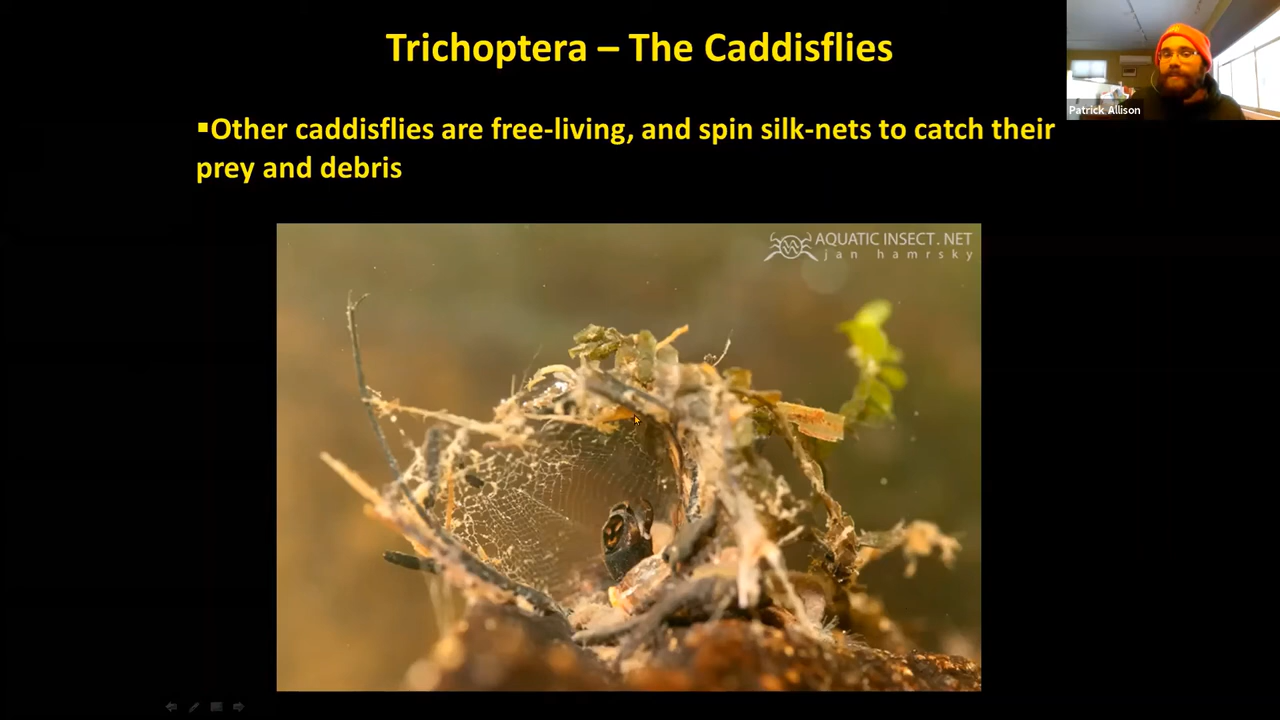 Trichoptera – The Caddisflies
Patrick Allison
▪Other caddisflies are free-living, and spin silk-nets to catch their
prey and debris
AQUATIC INSECT. NET
jan hamrsky